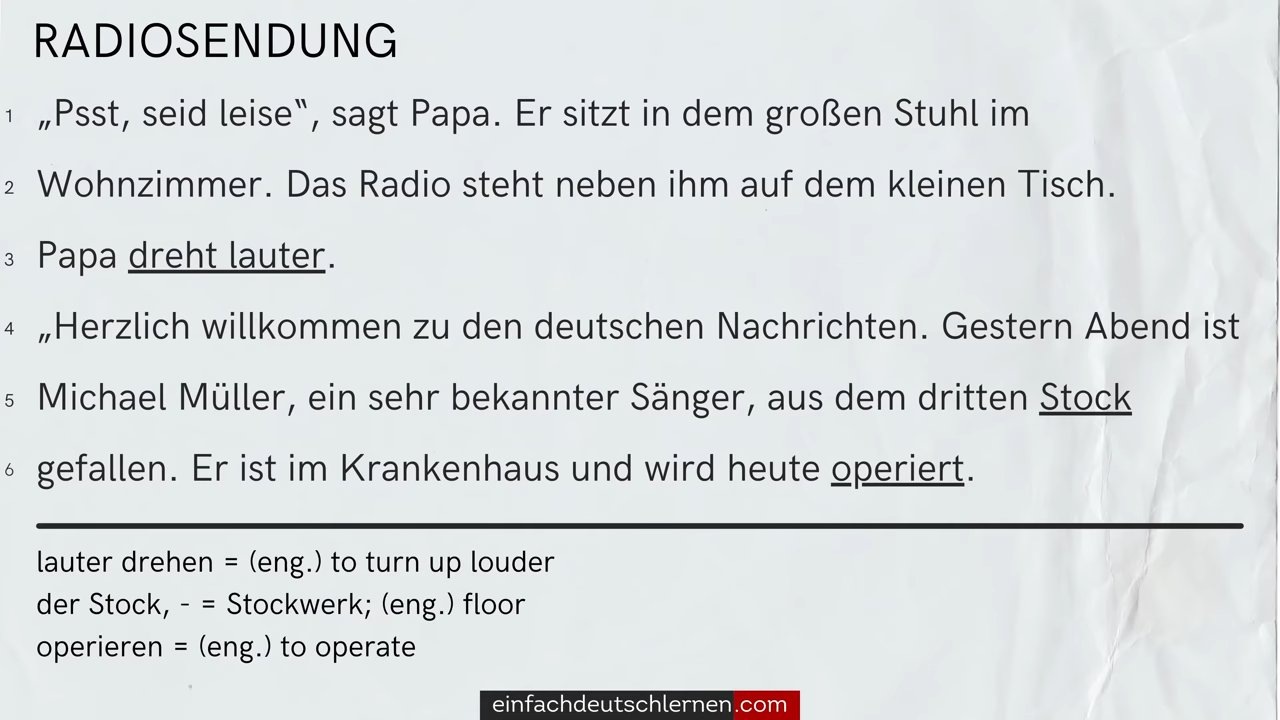 RADIOSENDUNG
1 „Psst, seid leise‟, sagt Papa. Er sitzt in dem großen Stuhl im
2 Wohnzimmer. Das Radio steht neben ihm auf dem kleinen Tisch.
3 Papa dreht lauter.
4 „Herzlich willkommen zu den deutschen Nachrichten. Gestern Abend ist
5 Michael Müller, ein sehr bekannter Sänger, aus dem dritten Stock
6 gefallen. Er ist im Krankenhaus und wird heute operiert.
lauter drehen = (eng.) to turn up louder
der Stock, - = Stockwerk; (eng.) floor
operieren = (eng.) to operate
einfachdeutschlernen.com